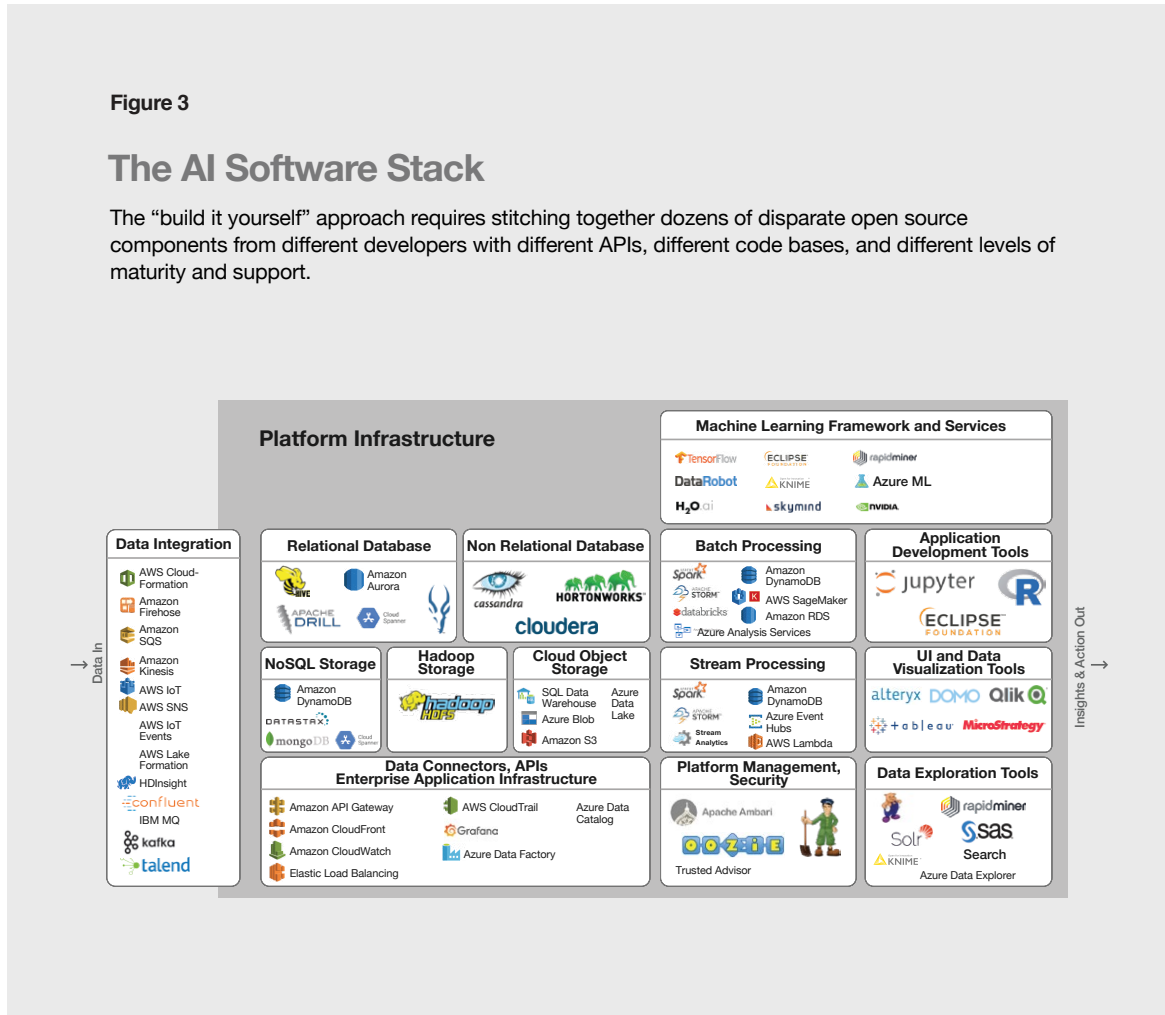 Figure 3
The AI Software Stack
The “build it yourself” approach requires stitching together dozens of disparate open source
components from different developers with different APIs, different code bases, and different levels of
maturity and support.
Platform Infrastructure
Machine Learning Framework and Services
TensorFlow
ECLIPSE
FOUNDATION
rapidminer
DataRobot
KNIME
Azure ML
H2O.ai
skymind
NVIDIA
Data In
Data Integration
AWS Cloud-
Formation
Amazon
Firehose
Amazon
SQS
Amazon
Kinesis
AWS IoT
AWS SNS
AWS IoT
Events
AWS Lake
Formation
HDInsight
confluent
IBM MQ
kafka
talend
Relational Database
HIVE
Amazon
Aurora
APACHE
DRILL
Cloud
Spanner
Non Relational Database
cassandra
HORTONWORKS
cloudera
Batch Processing
APACHE
Spark
Amazon
DynamoDB
APACHE
STORM
AWS SageMaker
databricks
Amazon RDS
Azure Analysis Services
Application
Development Tools
jupyter
R
ECLIPSE
FOUNDATION
NoSQL Storage
Amazon
DynamoDB
DATASTAX
mongoDB
Cloud
Spanner
Hadoop
Storage
hadoop
HDFS
Cloud Object
Storage
SQL Data
Warehouse
Azure
Data
Lake
Azure Blob
Amazon S3
Stream Processing
APACHE
Spark
Amazon
DynamoDB
APACHE
STORM
Azure Event
Hubs
Stream
Analytics
AWS Lambda
UI and Data
Visualization Tools
alteryx
DOMO
Qlik
+ableau
MicroStrategy
Data Connectors, APIs
Enterprise Application Infrastructure
Amazon API Gateway
AWS CloudTrail
Azure Data
Catalog
Amazon CloudFront
Grafana
Amazon CloudWatch
Azure Data Factory
Elastic Load Balancing
Platform Management,
Security
Apache Ambari
OOZIE
Trusted Advisor
Data Exploration Tools
rapidminer
Solr
sas
KNIME
Search
Azure Data Explorer
Insights & Action Out